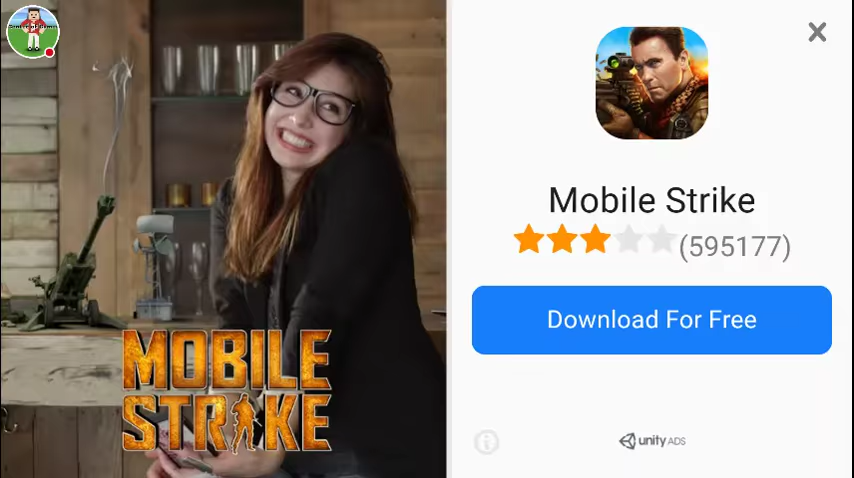 MOBILE
STRIKE
Mobile Strike
(595177)
Download For Free
unity ADS